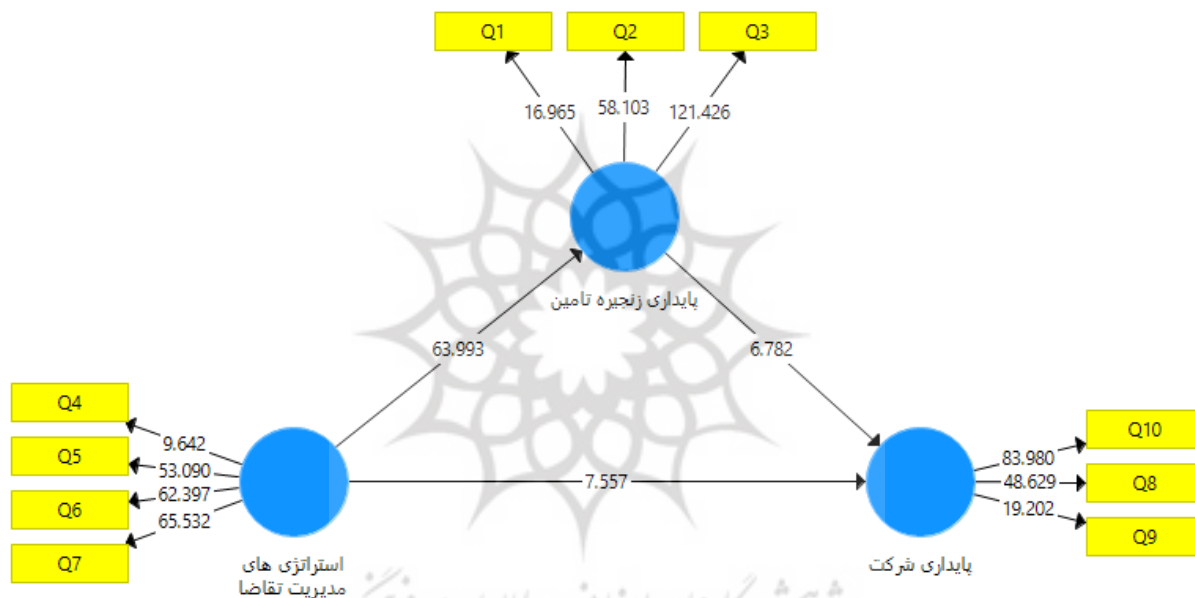 Q1
Q2
Q3
16.965
58.103
121.426
پایداری زنجیره تامین
63.993
6.782
Q4
Q5
Q6
Q7
9.642
53.090
62.397
65.532
7.557
Q10
Q8
Q9
83.980
48.629
19.202
استراتژی های
مدیریت تقاضا
پایداری شرکت